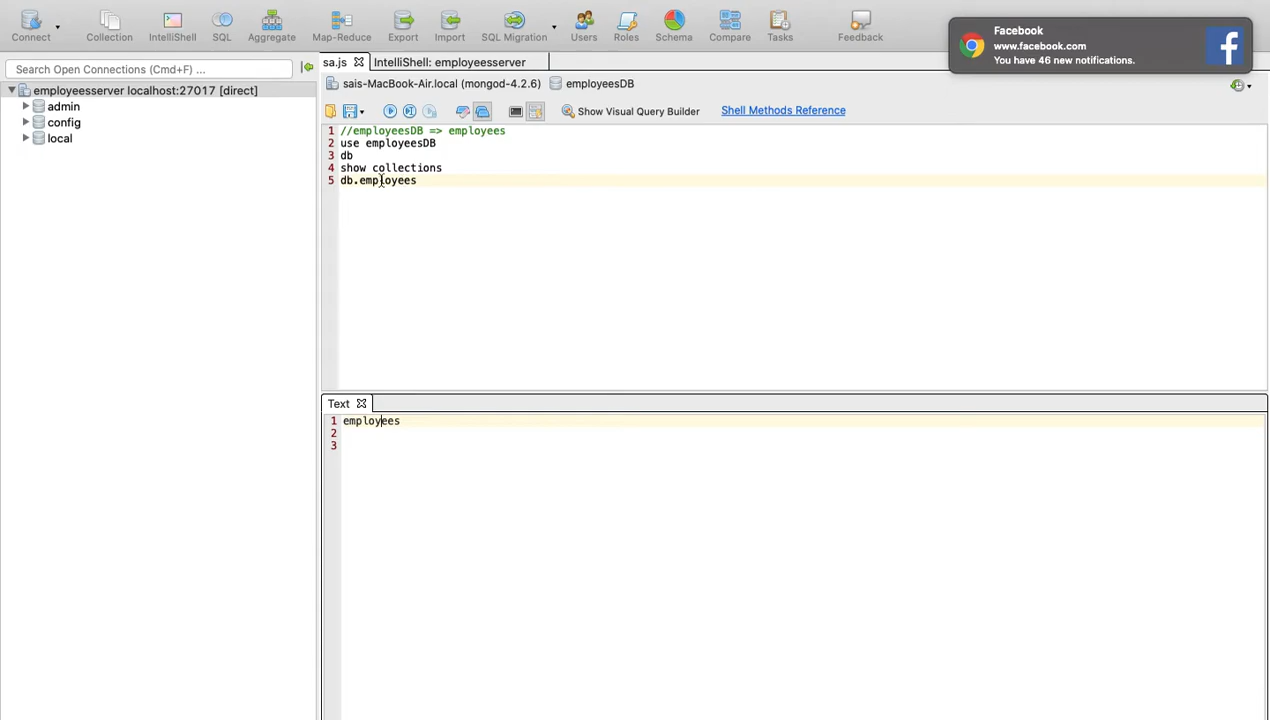 Connect
Collection
IntelliShell
SQL
Aggregate
Map-Reduce
Export
Import
SQL Migration
Users
Roles
Schema
Compare
Tasks
Feedback
Facebook
www.facebook.com
You have 46 new notifications.
Search Open Connections (Cmd+F) ...
sa.js
IntelliShell: employeesserver
employeesserver localhost:27017 [direct]
admin
config
local
sais-MacBook-Air.local (mongod-4.2.6)
employeesDB
Show Visual Query Builder
Shell Methods Reference
1 //employeesDB => employees
2 use employeesDB
3 db
4 show collections
5 db.employees
Text
1 employees
2
3